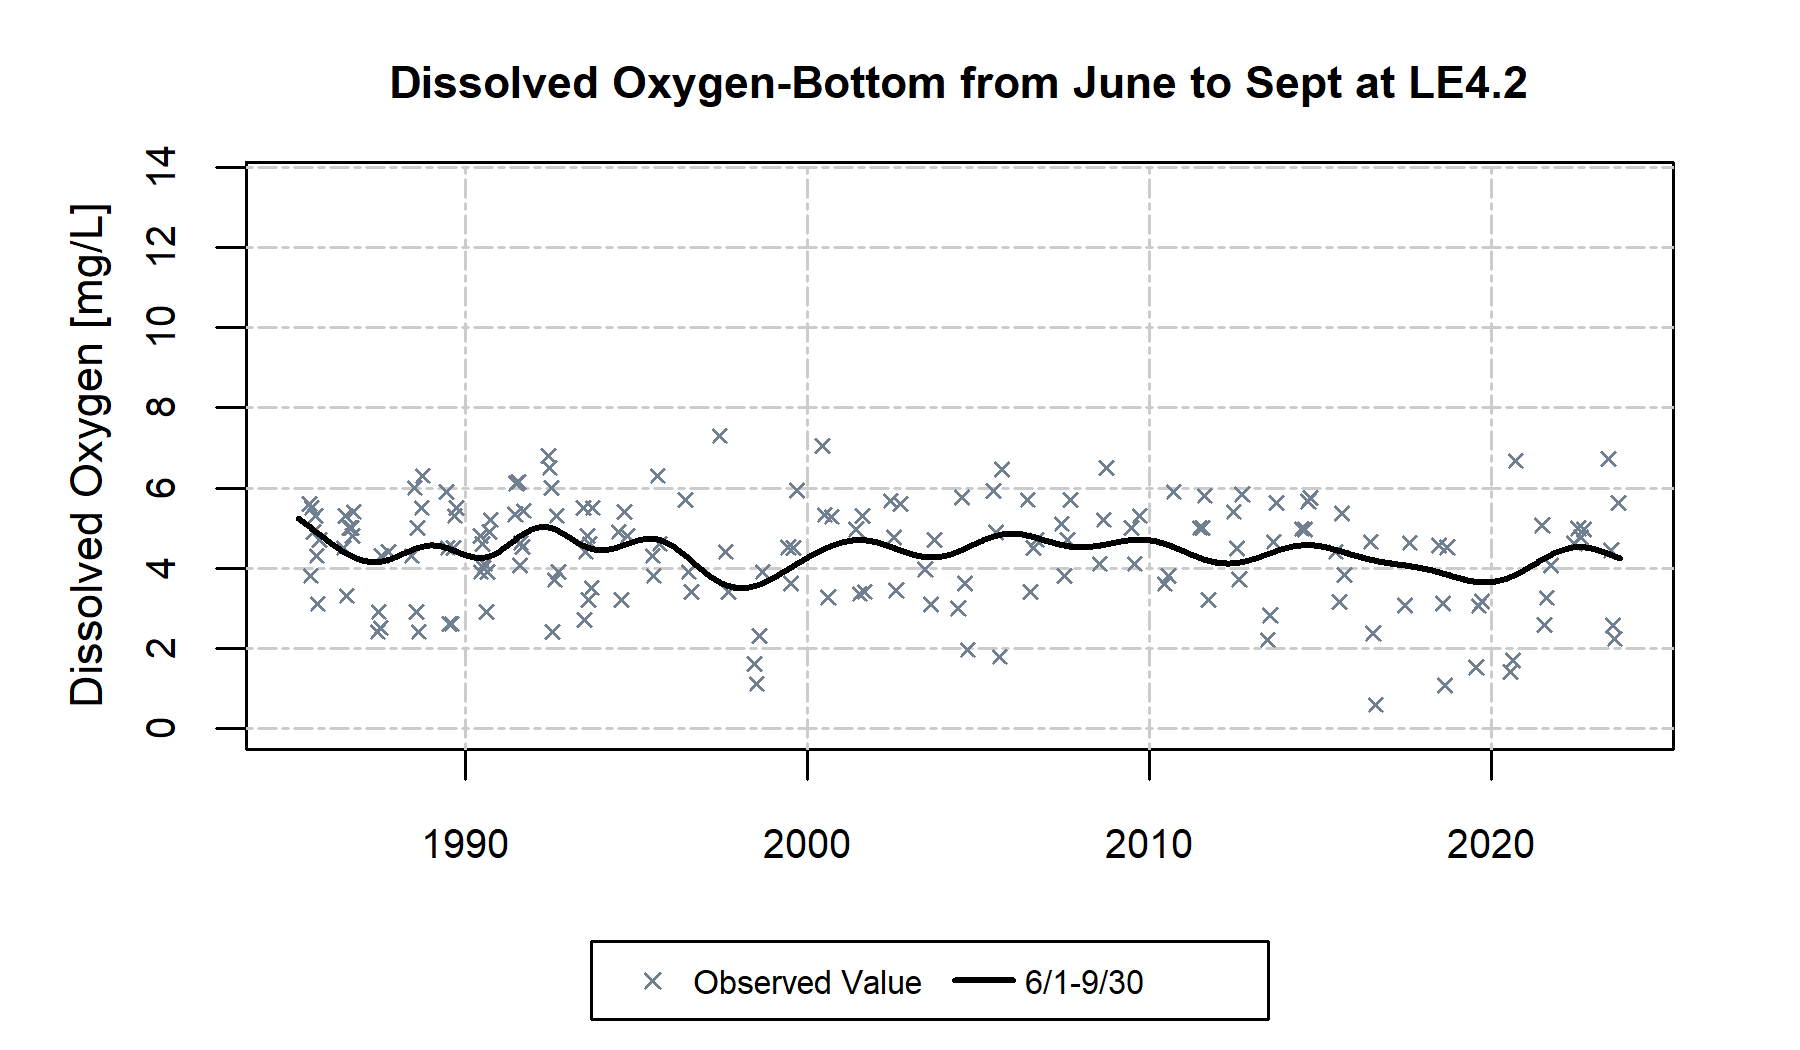 Dissolved Oxygen-Bottom from June to Sept at LE4.2
Dissolved Oxygen [mg/L]
14
12
10
8
6
4
2
0
1990 2000 2010 2020
Observed Value 6/1-9/30